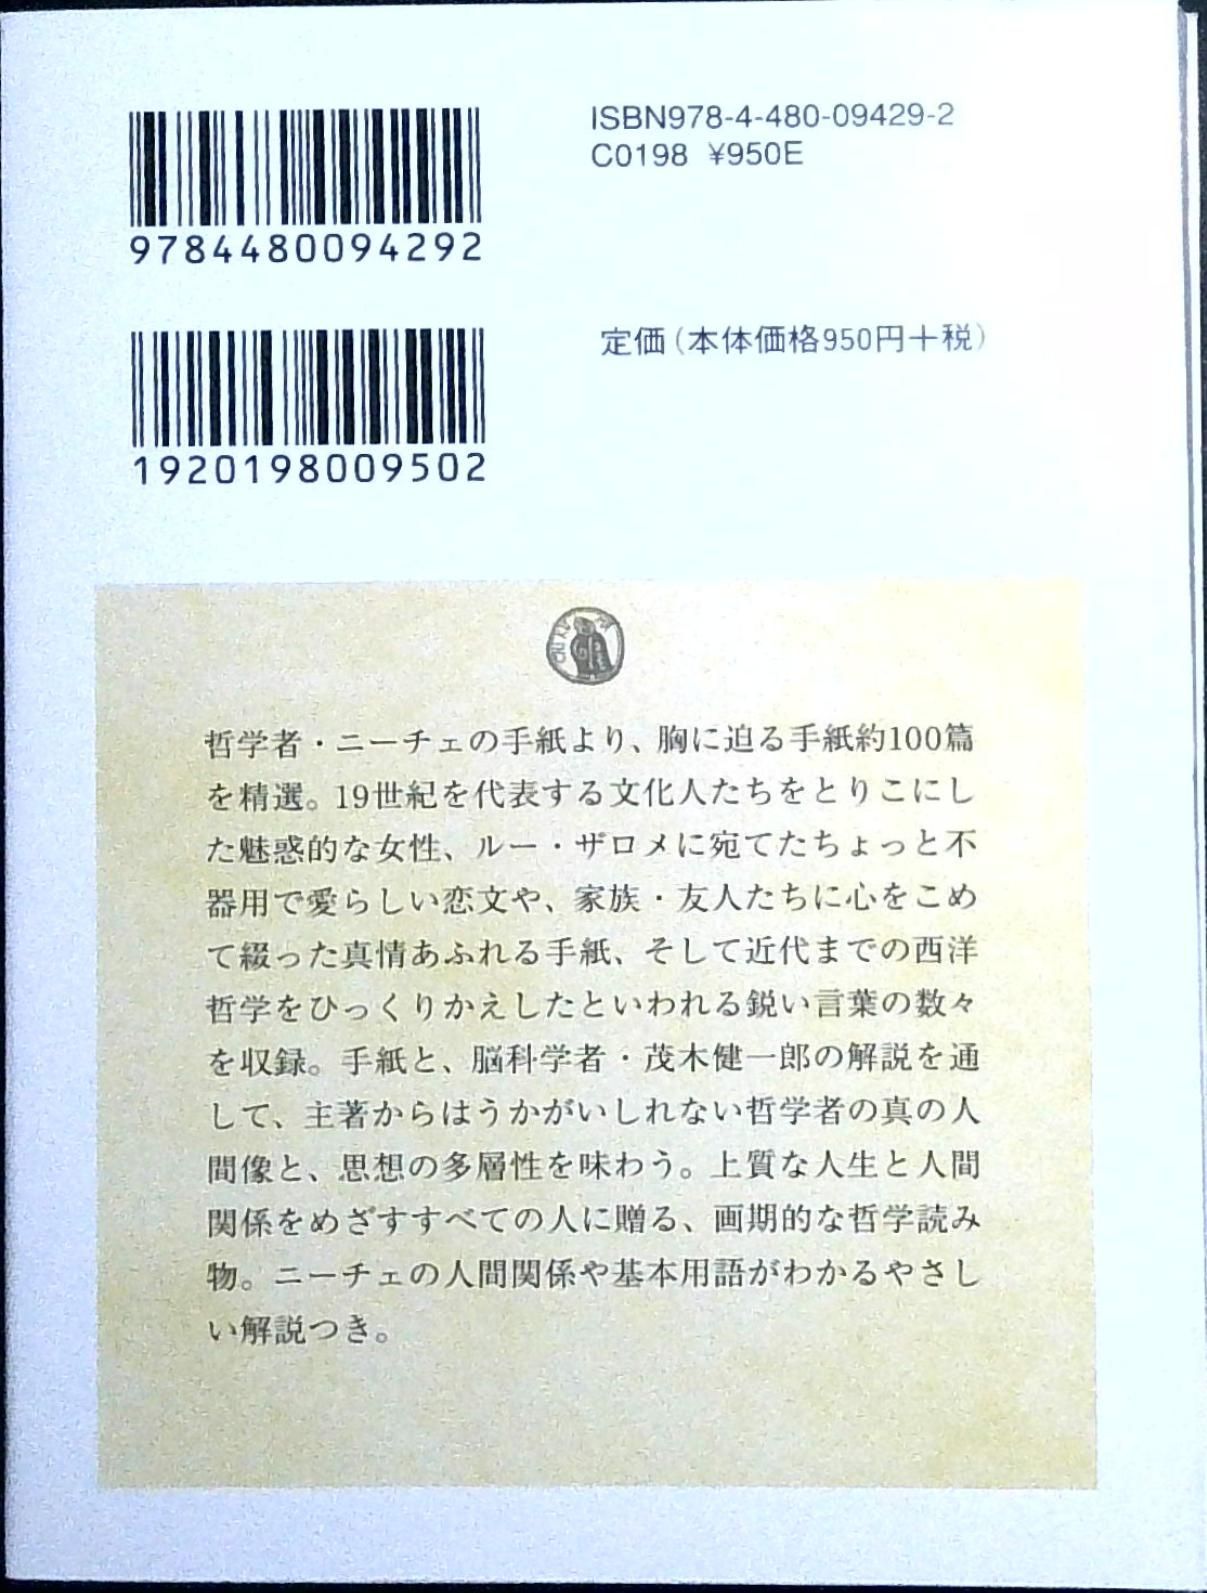 ISBN978-4-480-09429-2
C0198 ¥950E
9784480094292
定価(本体価格950円+税)
1920198009502
哲学者・ニーチェの手紙より、胸に迫る手紙約100篇
を精選。19世紀を代表する文化人たちをとりこにし
た魅惑的な女性、ルー・ザロメに宛てたちょっと不
器用で愛らしい恋文や、家族・友人たちに心をこめ
て綴った真情あふれる手紙、そして近代までの西洋
哲学をひっくりかえしたといわれる鋭い言葉の数々
を収録。手紙と、脳科学者・茂木健一郎の解説を通
して、主著からはうかがいしれない哲学者の真の人
間像と、思想の多層性を味わう。上質な人生と人間
関係をめざすすべての人に贈る、画期的な哲学読み
物。ニーチェの人間関係や基本用語がわかるやさし
い解説つき。